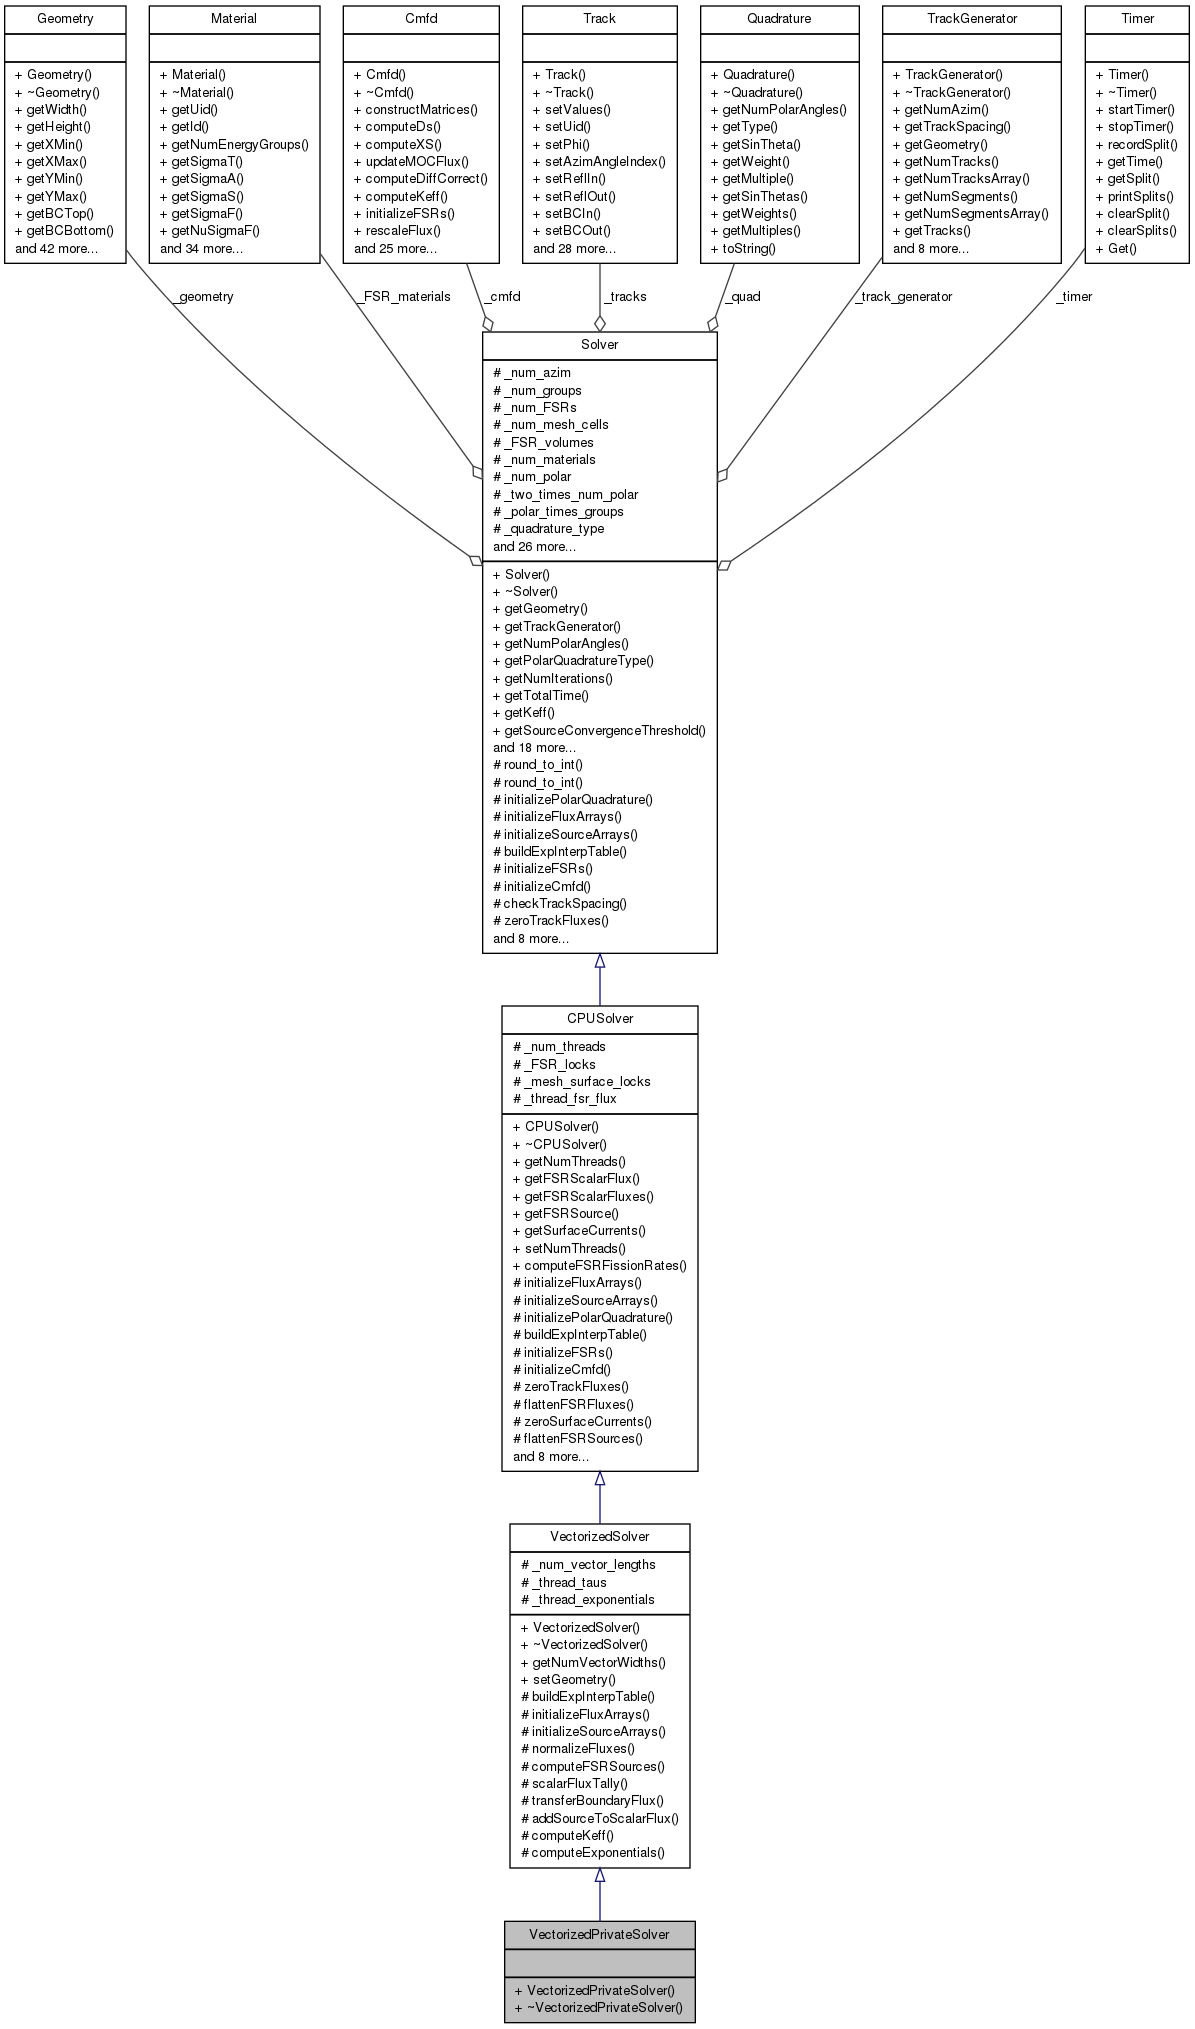 Geometry
+ Geometry()
+ ~Geometry()
+ getWidth()
+ getHeight()
+ getXMin()
+ getXMax()
+ getYMin()
+ getYMax()
+ getBCTop()
+ getBCBottom()
and 42 more...
Material
+ Material()
+ ~Material()
+ getUid()
+ getId()
+ getNumEnergyGroups()
+ getSigmaT()
+ getSigmaA()
+ getSigmaS()
+ getSigmaF()
+ getNuSigmaF()
and 34 more...
Cmfd
+ Cmfd()
+ ~Cmfd()
+ constructMatrices()
+ computeDs()
+ computeXS()
+ updateMOCFlux()
+ computeDiffCorrect()
+ computeKeff()
+ initializeFSRs()
+ rescaleFlux()
and 25 more...
Track
+ Track()
+ ~Track()
+ setValues()
+ setUid()
+ setPhi()
+ setAzimAngleIndex()
+ setReflIn()
+ setReflOut()
+ setBCIn()
+ setBCOut()
and 28 more...
Quadrature
+ Quadrature()
+ ~Quadrature()
+ getNumPolarAngles()
+ getType()
+ getSinTheta()
+ getWeight()
+ getMultiple()
+ getSinThetas()
+ getWeights()
+ getMultiples()
+ toString()
TrackGenerator
+ TrackGenerator()
+ ~TrackGenerator()
+ getNumAzim()
+ getTrackSpacing()
+ getGeometry()
+ getNumTracks()
+ getNumTracksArray()
+ getNumSegments()
+ getNumSegmentsArray()
+ getTracks()
and 8 more...
Timer
+ Timer()
+ ~Timer()
+ startTimer()
+ stopTimer()
+ recordSplit()
+ getTime()
+ getSplit()
+ printSplits()
+ clearSplit()
+ clearSplits()
+ Get()
_geometry
_FSR_materials
_cmfd
_tracks
_quad
_track_generator
_timer
Solver
# _num_azim
# _num_groups
# _num_FSRs
# _num_mesh_cells
# _FSR_volumes
# _num_materials
# _num_polar
# _two_times_num_polar
# _polar_times_groups
# _quadrature_type
and 26 more...
+ Solver()
+ ~Solver()
+ getGeometry()
+ getTrackGenerator()
+ getNumPolarAngles()
+ getPolarQuadratureType()
+ getNumIterations()
+ getTotalTime()
+ getKeff()
+ getSourceConvergenceThreshold()
and 18 more...
# round_to_int()
# round_to_int()
# initializePolarQuadrature()
# initializeFluxArrays()
# initializeSourceArrays()
# buildExpInterpTable()
# initializeFSRs()
# initializeCmfd()
# checkTrackSpacing()
# zeroTrackFluxes()
and 8 more...
CPUSolver
# _num_threads
# _FSR_locks
# _mesh_surface_locks
# _thread_fsr_flux
+ CPUSolver()
+ ~CPUSolver()
+ getNumThreads()
+ getFSRScalarFlux()
+ getFSRScalarFluxes()
+ getFSRSource()
+ getSurfaceCurrents()
+ setNumThreads()
+ computeFSRFissionRates()
# initializeFluxArrays()
# initializeSourceArrays()
# initializePolarQuadrature()
# buildExpInterpTable()
# initializeFSRs()
# initializeCmfd()
# zeroTrackFluxes()
# flattenFSRFluxes()
# zeroSurfaceCurrents()
# flattenFSRSources()
and 8 more...
VectorizedSolver
# _num_vector_lengths
# _thread_taus
# _thread_exponentials
+ VectorizedSolver()
+ ~VectorizedSolver()
+ getNumVectorWidths()
+ setGeometry()
# buildExpInterpTable()
# initializeFluxArrays()
# initializeSourceArrays()
# normalizeFluxes()
# computeFSRSources()
# scalarFluxTally()
# transferBoundaryFlux()
# addSourceToScalarFlux()
# computeKeff()
# computeExponentials()
VectorizedPrivateSolver
+ VectorizedPrivateSolver()
+ ~VectorizedPrivateSolver()